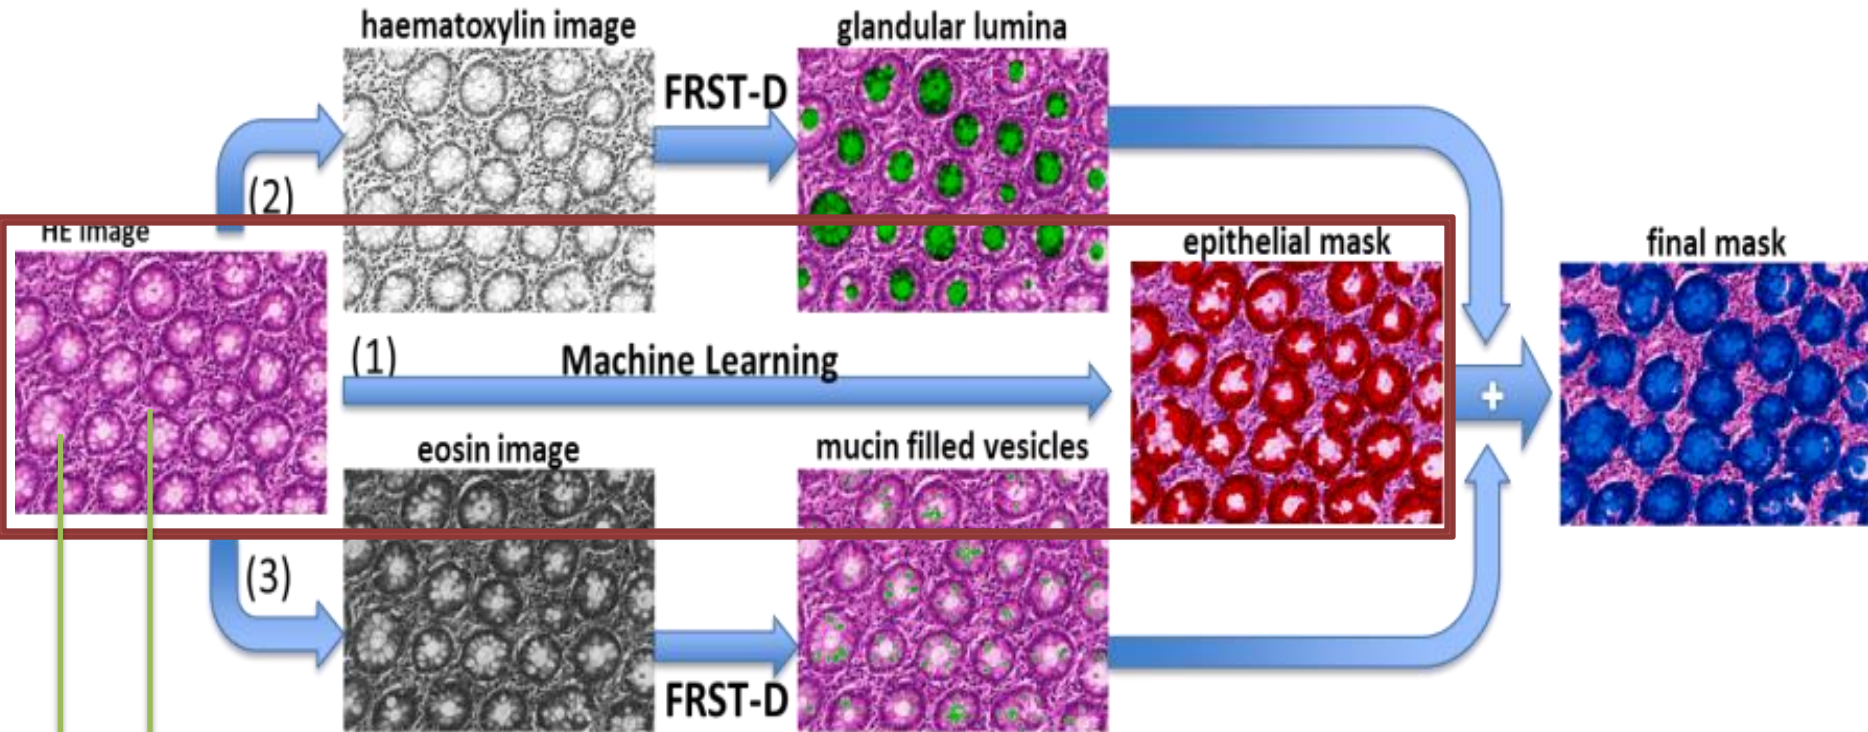 haematoxylin image
glandular lumina
FRST-D
(2)
HE image
epithelial mask
final mask
(1)
Machine Learning
+
eosin image
mucin filled vesicles
(3)
FRST-D